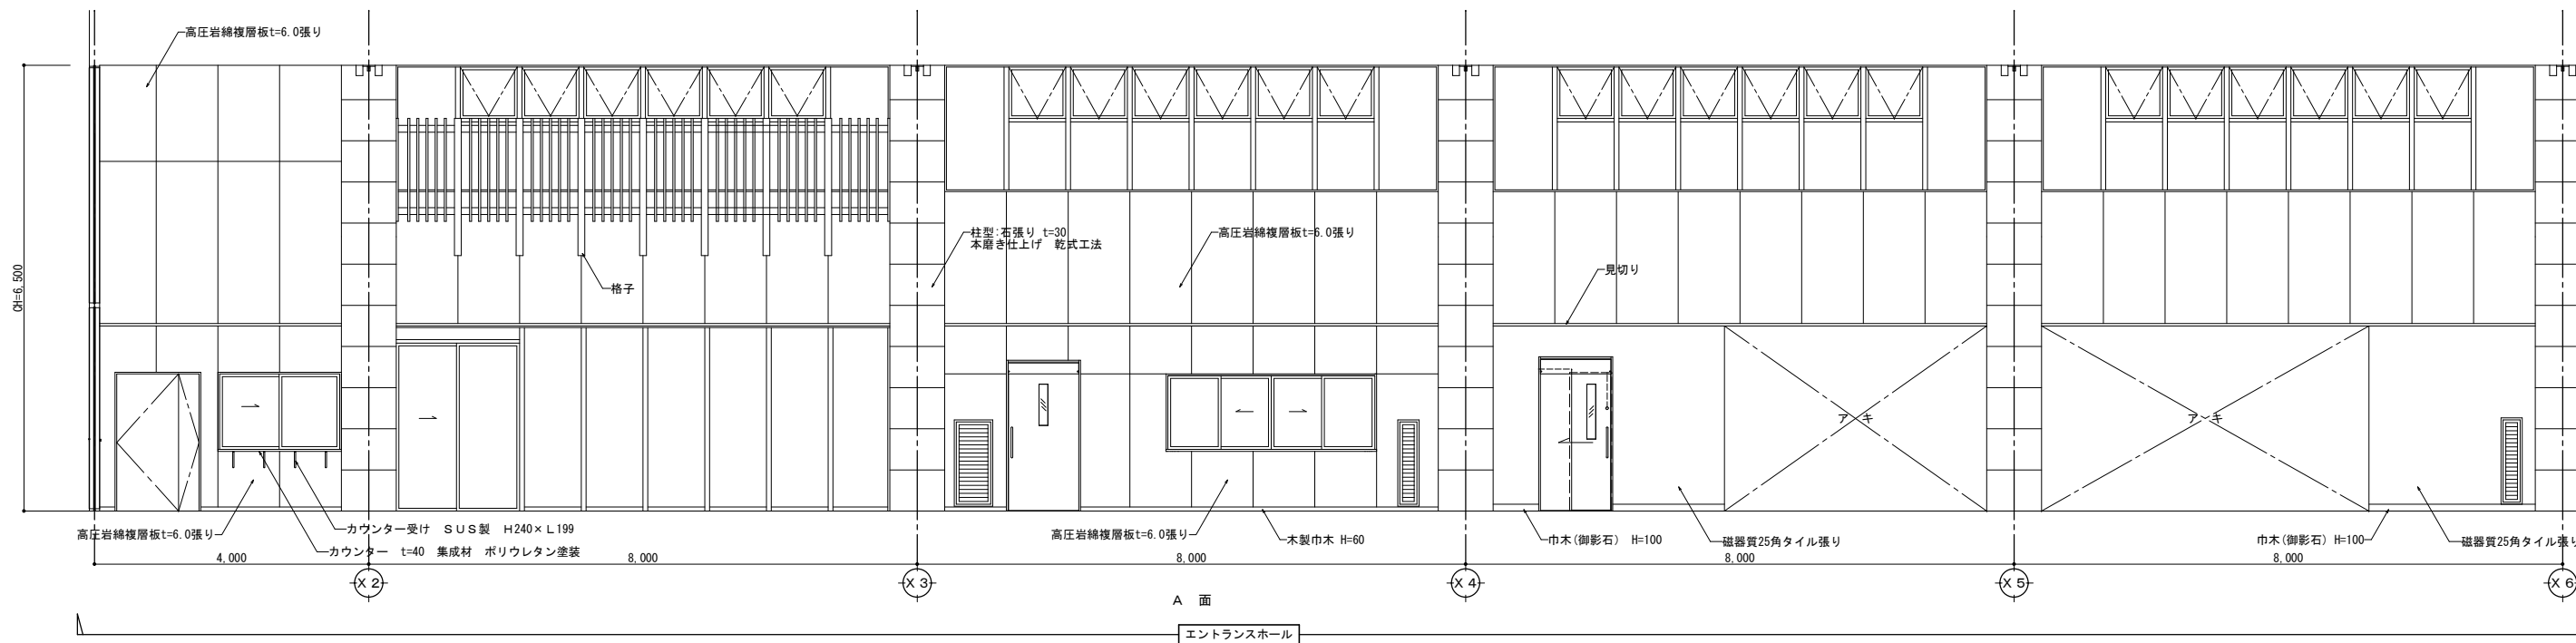 高圧岩綿複層板t=6.0張り
CH=6,500
柱型:石張り t=30
本磨き仕上げ 乾式工法
高圧岩綿複層板t=6.0張り
見切り
格子
ア キ
ア キ
高圧岩綿複層板t=6.0張り
カウンター受け ＳＵＳ製 Ｈ240×Ｌ199
カウンター t=40 集成材 ポリウレタン塗装
高圧岩綿複層板t=6.0張り
木製巾木 H=60
巾木(御影石) H=100
磁器質25角タイル張り
巾木(御影石) H=100
磁器質25角タイル張り
4,000
8,000
8,000
8,000
8,000
X 2
X 3
X 4
X 5
X 6
A 面
エントランスホール